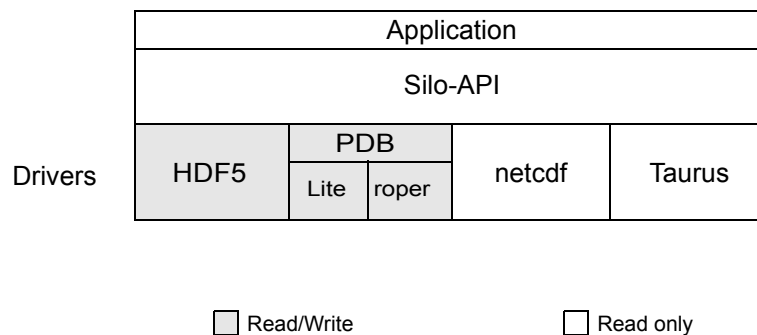 Application
Silo-API
PDB
Drivers HDF5 netcdf Taurus
Lite roper
Read/Write Read only